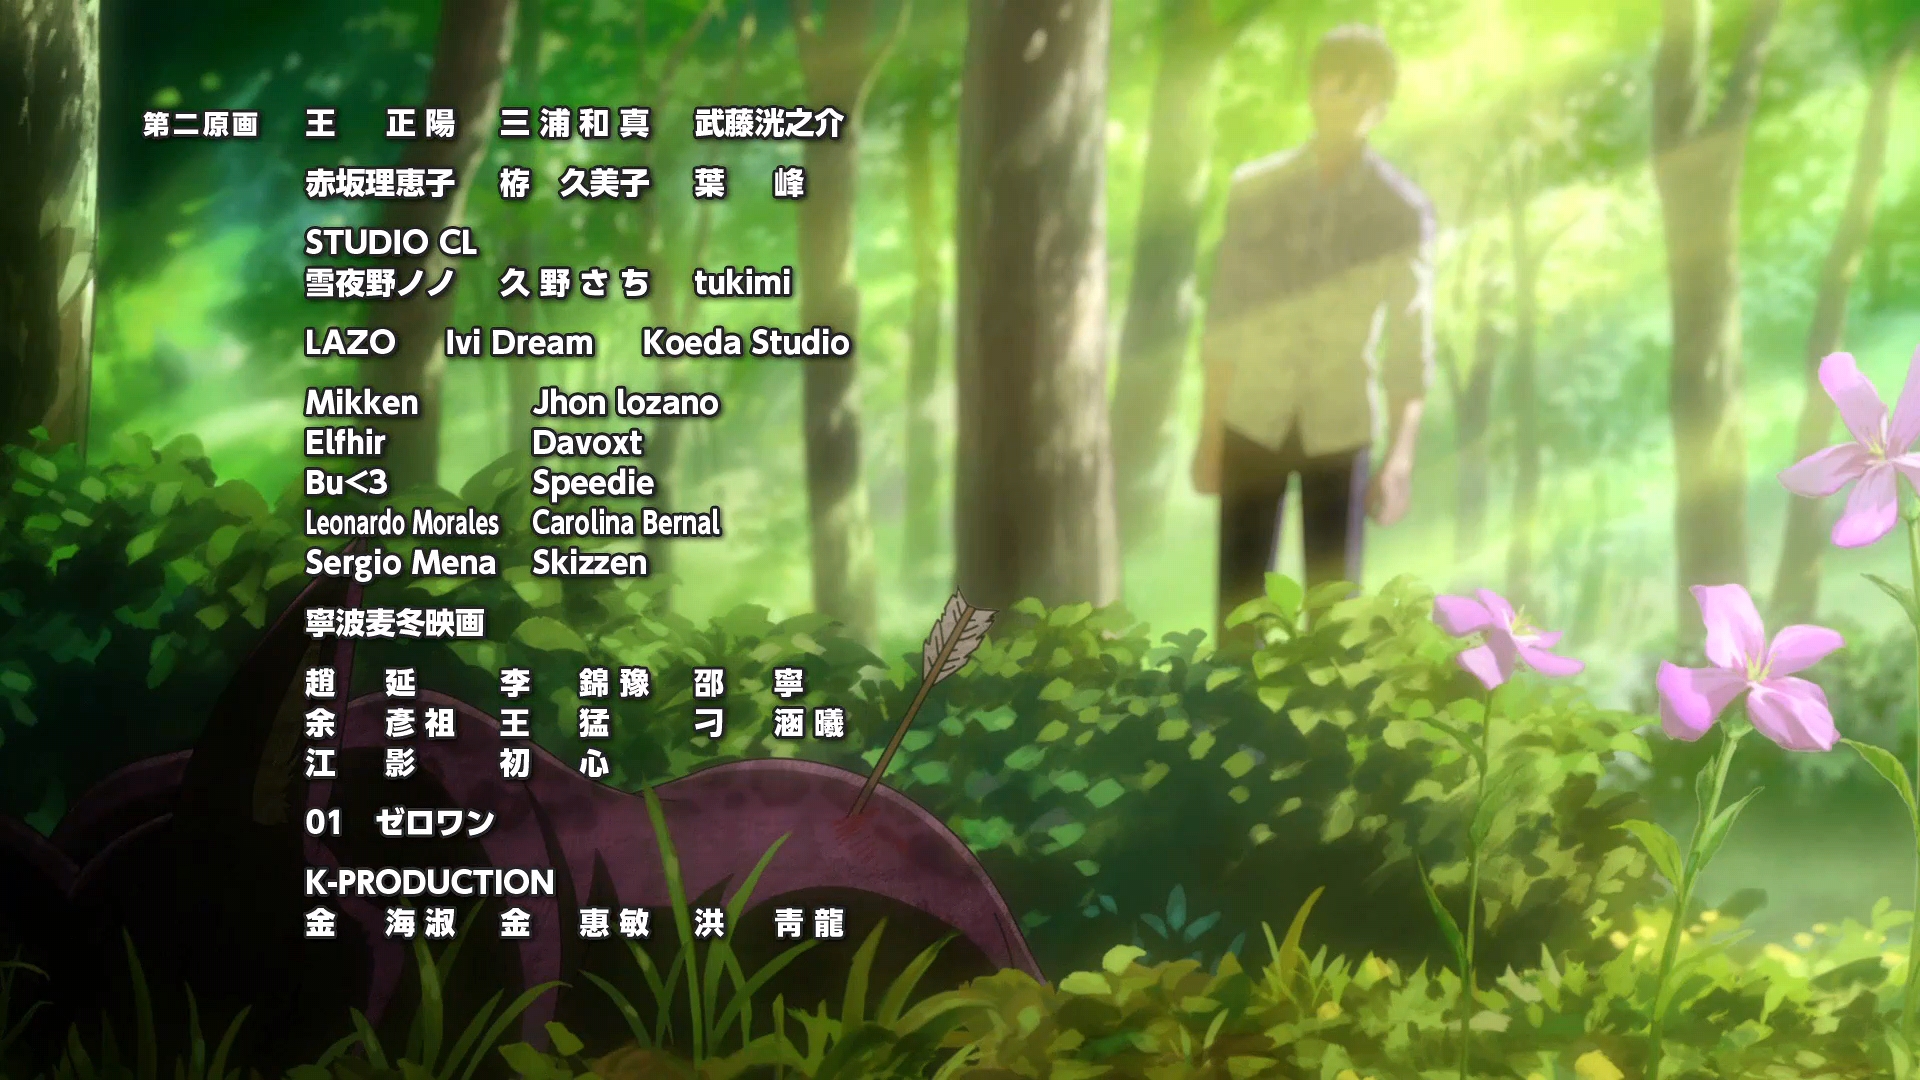 第二原画 王 正陽 三浦和真 武藤洸之介
赤坂理恵子 栫 久美子 葉 峰
STUDIO CL
雪夜野ノノ 久野さち tukimi
LAZO Ivi Dream Koeda Studio
Mikken Jhon lozano
Elfhir Davoxt
Bu<3 Speedie
Leonardo Morales Carolina Bernal
Sergio Mena Skizzen
寧波麦冬映画
趙 延 李 錦豫 邵 寧
余 彦祖 王 猛 刁 涵曦
江 影 初 心
01 ゼロワン
K-PRODUCTION
金 海淑 金 惠敏 洪 青龍